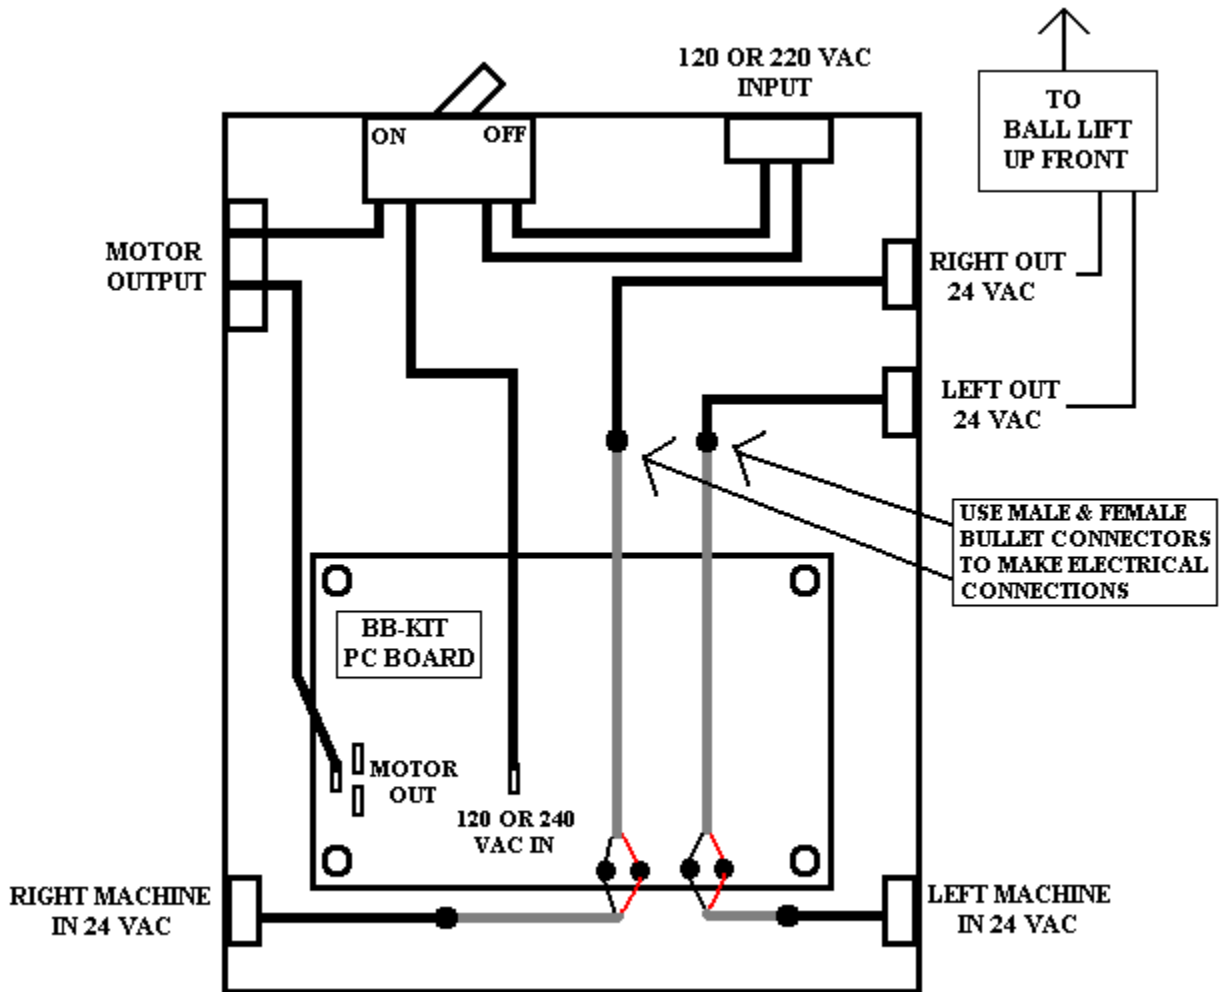 120 OR 220 VAC
INPUT
TO
BALL LIFT
UP FRONT
ON
OFF
MOTOR
OUTPUT
RIGHT OUT
24 VAC
LEFT OUT
24 VAC
USE MALE & FEMALE
BULLET CONNECTORS
TO MAKE ELECTRICAL
CONNECTIONS
BB-KIT
PC BOARD
MOTOR
OUT
120 OR 240
VAC IN
RIGHT MACHINE
IN 24 VAC
LEFT MACHINE
IN 24 VAC